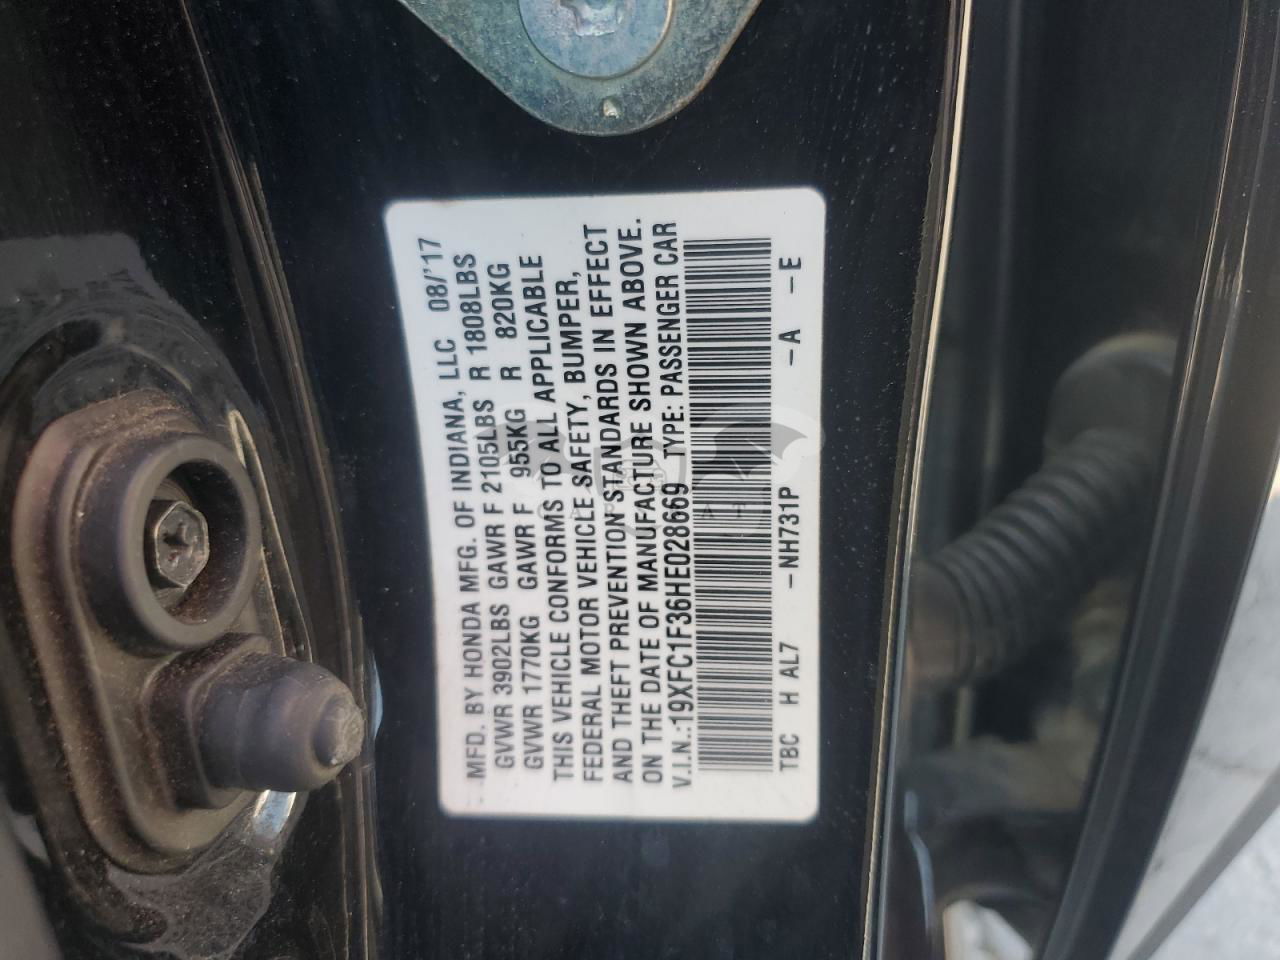 MFD. BY HONDA MFG. OF INDIANA, LLC 08/'17
GVWR 3902LBS GAWR F 2105LBS R 1808LBS
GVWR 1770KG GAWR F 955KG R 820KG
THIS VEHICLE CONFORMS TO ALL APPLICABLE
FEDERAL MOTOR VEHICLE SAFETY, BUMPER,
AND THEFT PREVENTION STANDARDS IN EFFECT
ON THE DATE OF MANUFACTURE SHOWN ABOVE.
V.I.N.:19XFC1F36HE028669 TYPE: PASSENGER CAR
TBC H AL7 -NH731P -A -E